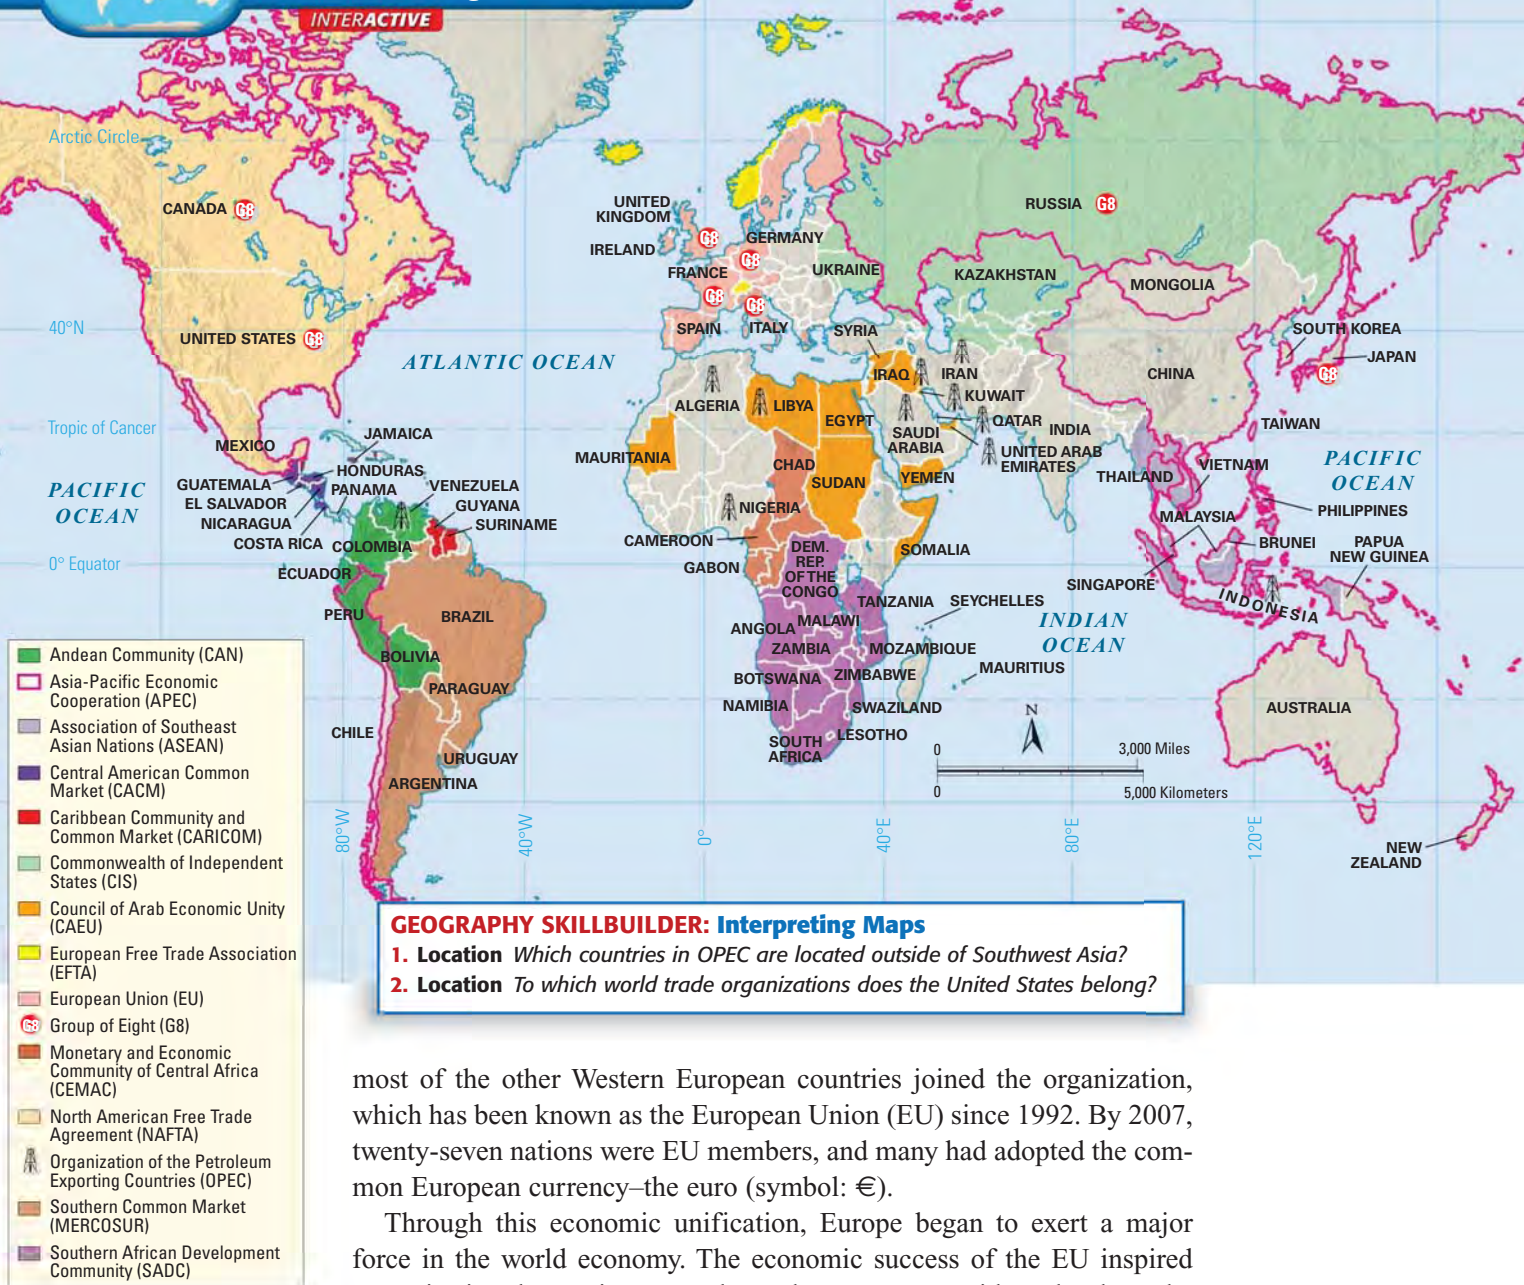 INTERACTIVE
Arctic Circle
CANADA G8
UNITED
KINGDOM
G8
IRELAND
GERMANY
G8
FRANCE
G8
G8
UKRAINE
RUSSIA G8
KAZAKHSTAN
MONGOLIA
40°N
UNITED STATES G8
ATLANTIC OCEAN
SPAIN
ITALY
SYRIA
SOUTH KOREA
JAPAN
G8
IRAQ
IRAN
CHINA
KUWAIT
ALGERIA
LIBYA
EGYPT
QATAR
SAUDI
ARABIA
INDIA
TAIWAN
Tropic of Cancer
MEXICO
JAMAICA
MAURITANIA
CHAD
UNITED ARAB
EMIRATES
HONDURAS
GUATEMALA
PANAMA
VENEZUELA
SUDAN
YEMEN
THAILAND
VIETNAM
PACIFIC
OCEAN
PACIFIC
OCEAN
EL SALVADOR
GUYANA
NIGERIA
PHILIPPINES
NICARAGUA
SURINAME
MALAYSIA
COSTA RICA
COLOMBIA
CAMEROON
DEM.
REP.
OF THE
CONGO
SOMALIA
BRUNEI
PAPUA
NEW GUINEA
0° Equator
ECUADOR
GABON
SINGAPORE
INDONESIA
PERU
BRAZIL
TANZANIA
SEYCHELLES
ANGOLA
MALAWI
INDIAN
OCEAN
ZAMBIA
MOZAMBIQUE
BOLIVIA
MAURITIUS
BOTSWANA
ZIMBABWE
PARAGUAY
NAMIBIA
SWAZILAND
AUSTRALIA
CHILE
LESOTHO
SOUTH
AFRICA
URUGUAY
ARGENTINA
N
0
3,000 Miles
0
5,000 Kilometers
80°W
40°W
0°
40°E
80°E
120°E
NEW
ZEALAND
Andean Community (CAN)
Asia-Pacific Economic
Cooperation (APEC)
Association of Southeast
Asian Nations (ASEAN)
Central American Common
Market (CACM)
Caribbean Community and
Common Market (CARICOM)
Commonwealth of Independent
States (CIS)
Council of Arab Economic Unity
(CAEU)
European Free Trade Association
(EFTA)
European Union (EU)
G8 Group of Eight (G8)
Monetary and Economic
Community of Central Africa
(CEMAC)
North American Free Trade
Agreement (NAFTA)
Organization of the Petroleum
Exporting Countries (OPEC)
Southern Common Market
(MERCOSUR)
Southern African Development
Community (SADC)
GEOGRAPHY SKILLBUILDER: Interpreting Maps
1. Location Which countries in OPEC are located outside of Southwest Asia?
2. Location To which world trade organizations does the United States belong?
most of the other Western European countries joined the organization,
which has been known as the European Union (EU) since 1992. By 2007,
twenty-seven nations were EU members, and many had adopted the com-
mon European currency–the euro (symbol: €).
Through this economic unification, Europe began to exert a major
force in the world economy. The economic success of the EU inspired